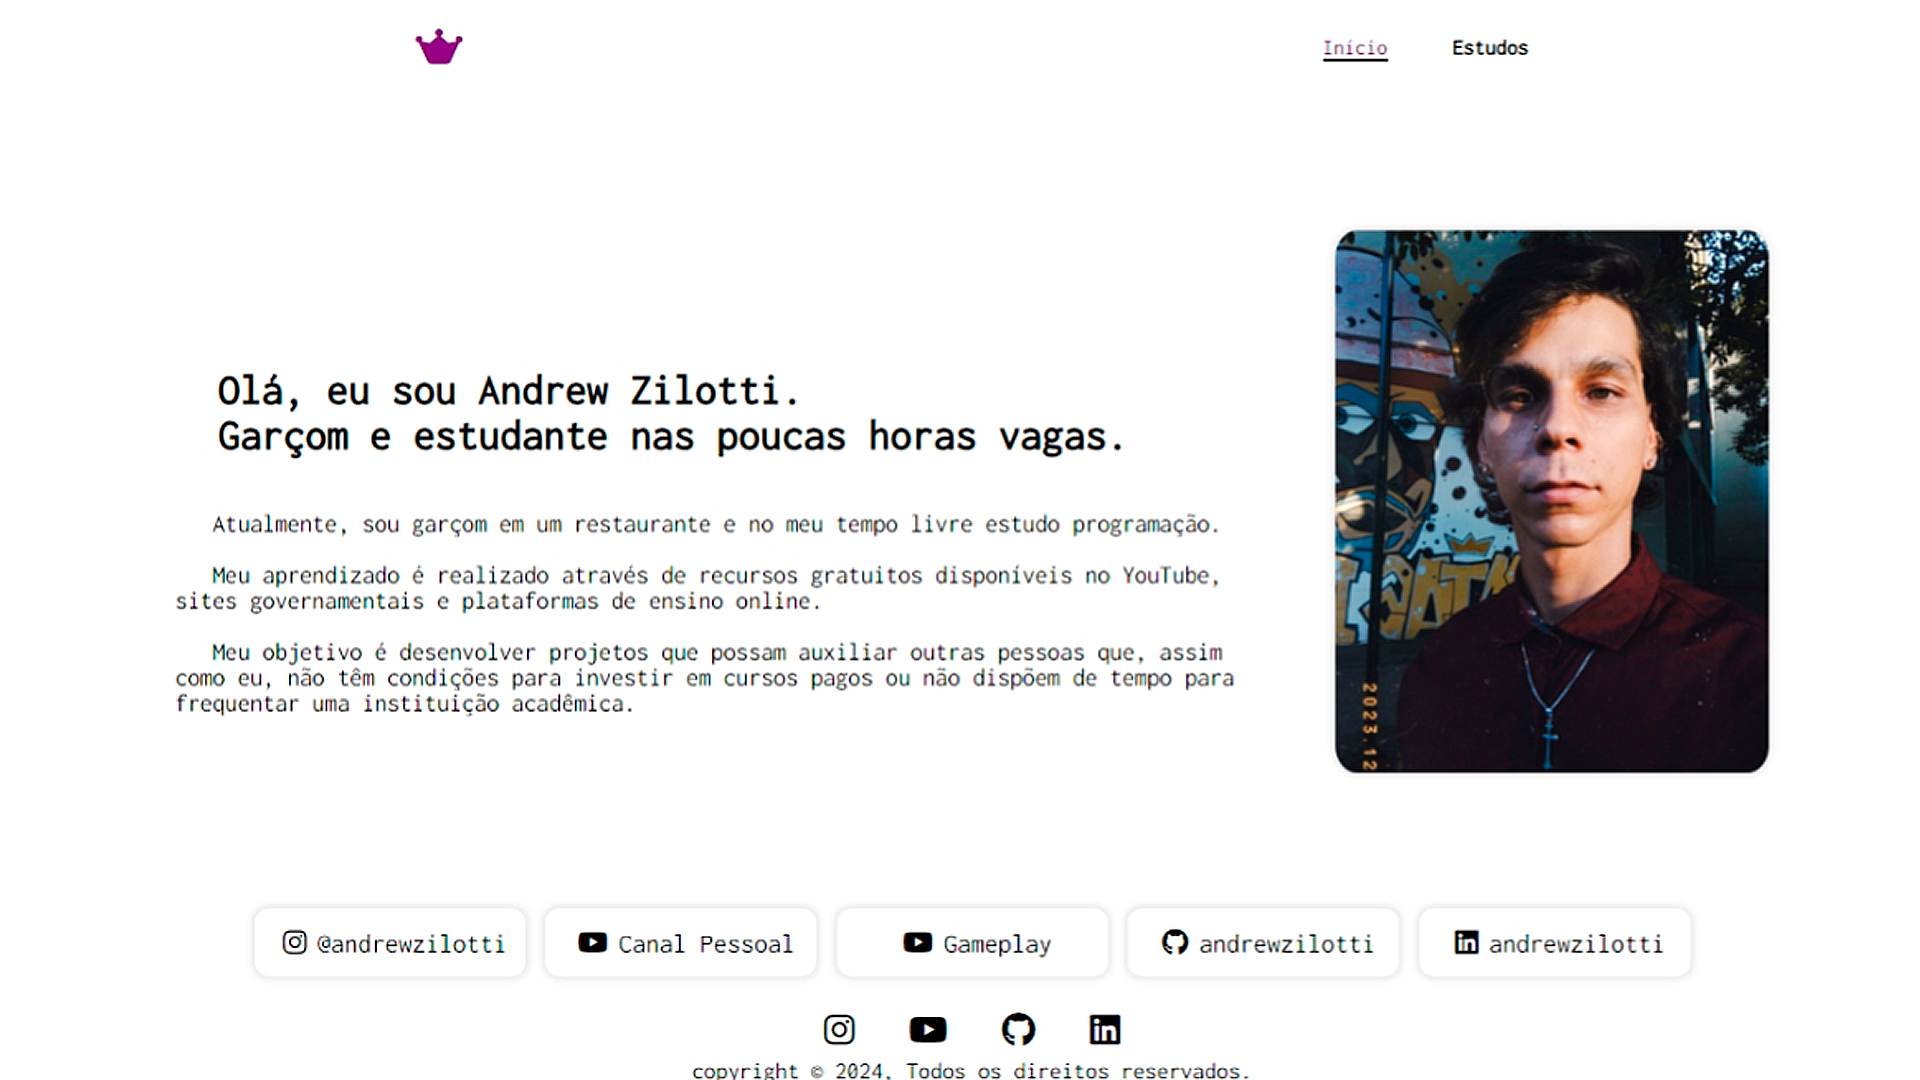 Início
Estudos
Olá, eu sou Andrew Zilotti.
Garçom e estudante nas poucas horas vagas.
Atualmente, sou garçom em um restaurante e no meu tempo livre estudo programação.
Meu aprendizado é realizado através de recursos gratuitos disponíveis no YouTube,
sites governamentais e plataformas de ensino online.
Meu objetivo é desenvolver projetos que possam auxiliar outras pessoas que, assim
como eu, não têm condições para investir em cursos pagos ou não dispõem de tempo para
frequentar uma instituição acadêmica.
2023.12
@andrewzilotti
Canal Pessoal
Gameplay
andrewzilotti
andrewzilotti
copyright © 2024, Todos os direitos reservados.